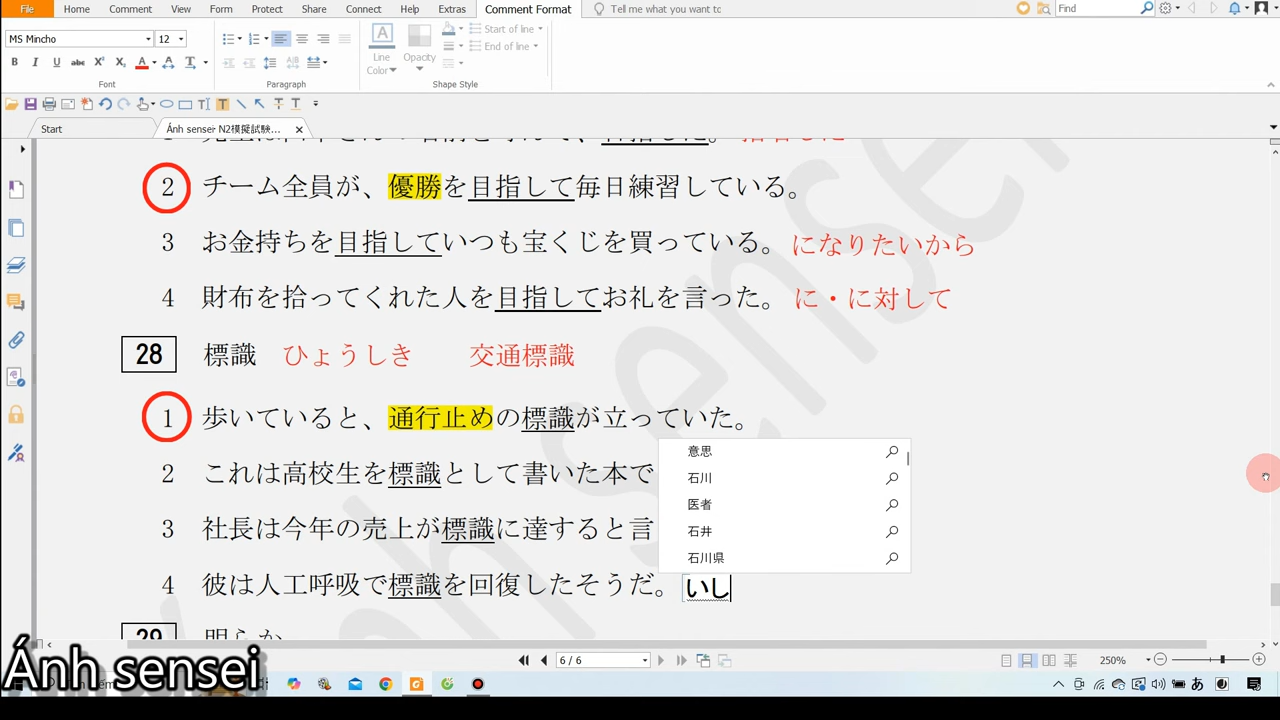 File Home Comment View Form Protect Share Connect Help Extras Comment Format Tell me what you want to Find
MS Mincho 12
Start of line
End of line
Line Color
Opacity
Font Paragraph Shape Style
Start Ánh sensei N2模擬試験...
2 チーム全員が、優勝を目指して毎日練習している。
3 お金持ちを目指していつも宝くじを買っている。 になりたいから
4 財布を拾ってくれた人を目指してお礼を言った。 に・に対して
28 標識 ひょうしき 交通標識
1 歩いていると、通行止めの標識が立っていた。
2 これは高校生を標識として書いた本で
3 社長は今年の売上が標識に達すると言
4 彼は人工呼吸で標識を回復したそうだ。 いし
意思
石川
医者
石井
石川県
29
6 / 6
250%
Ánh sensei
あ